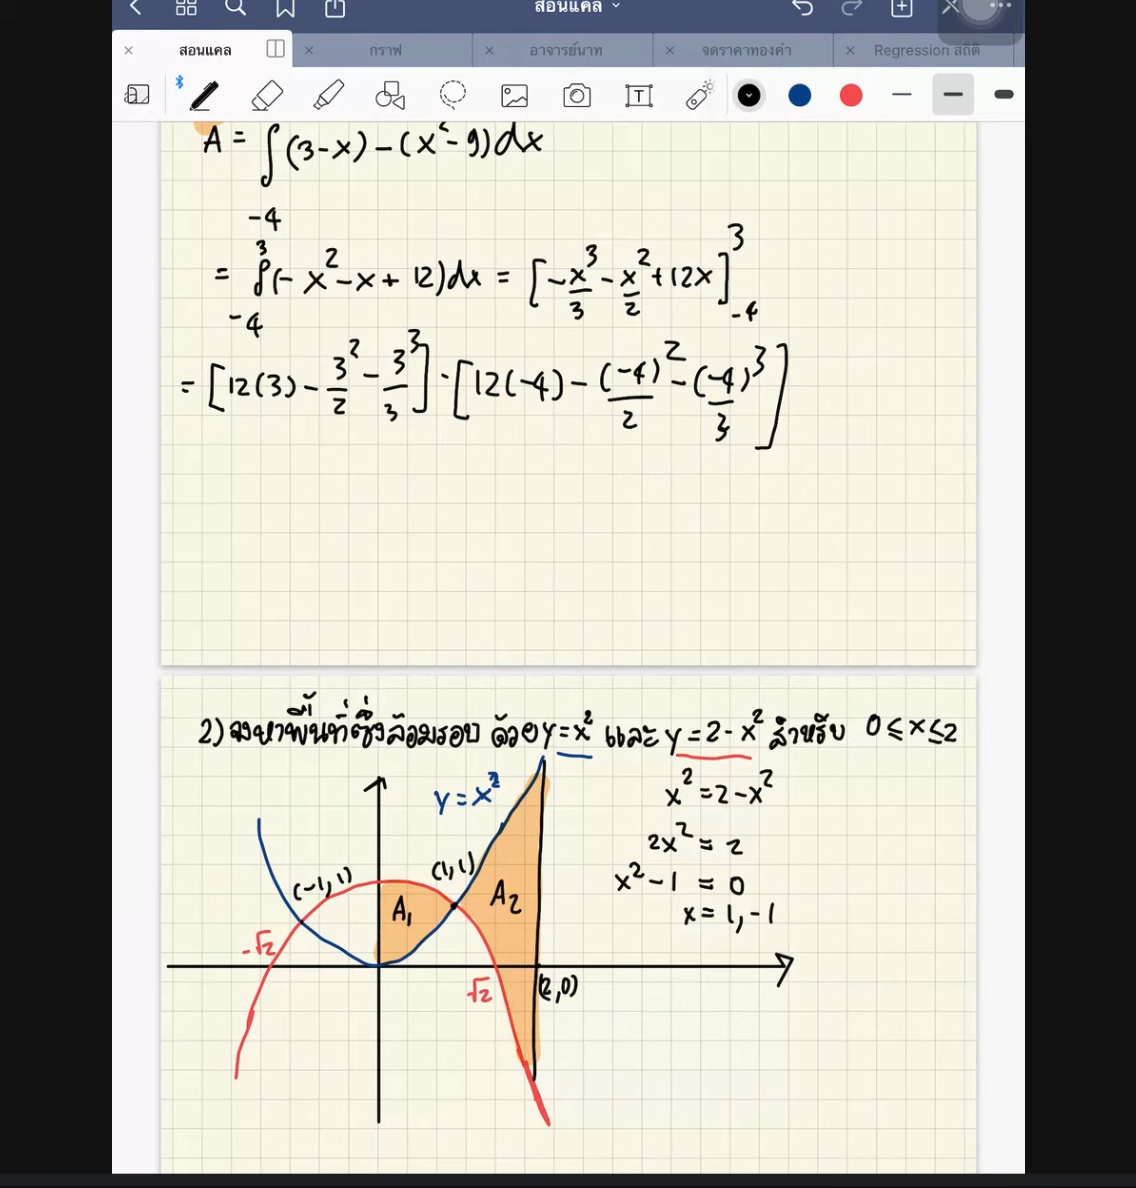 สอนแคล
สอนแคล
กราฟ
อาจารย์นาท
จดราคาทองคำ
Regression สถิติ
T
A = ∫ (3-x) - (x²-9)dx
-4
= ∫₋₄³ (-x²-x+12)dx = [-x³/3 - x²/2 + 12x]₋₄³
= [12(3) - 3²/2 - 3³/3] - [12(-4) - (-4)²/2 - (-4)³/3]
2) จงหาพื้นที่ซึ่งล้อมรอบ ด้วย y=x² และ y=2-x² สำหรับ 0≤x≤2
y=x²
x²=2-x²
2x² = 2
x²-1 = 0
x=1,-1
(-1,1)
(1,1)
A₁
A₂
-√2
√2
(2,0)